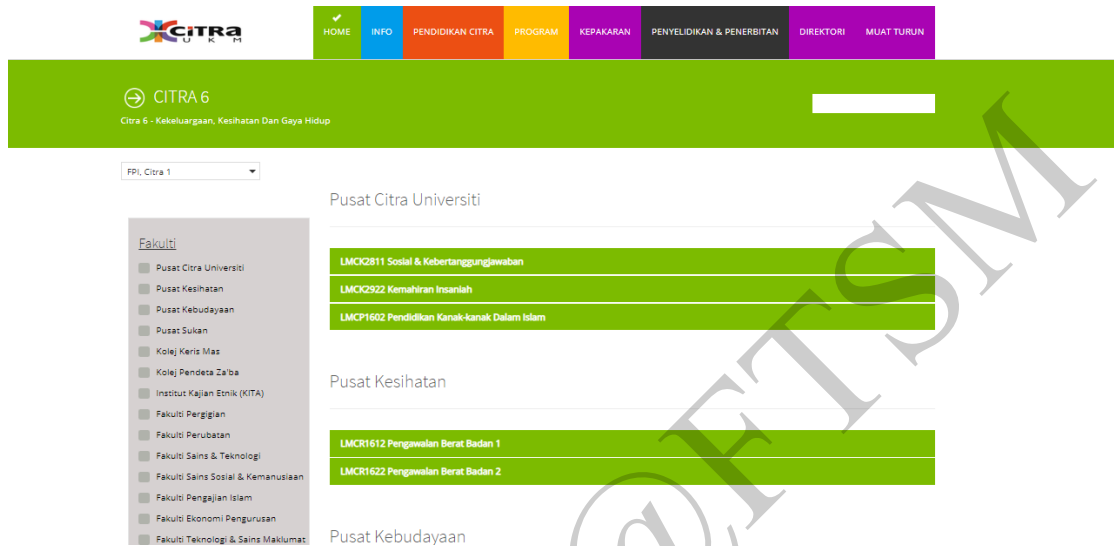 CITRA
UKM
HOME INFO PENDIDIKAN CITRA PROGRAM KEPAKARAN PENYELIDIKAN & PENERBITAN DIREKTORI MUAT TURUN
CITRA 6
Citra 6 - Kekeluargaan, Kesihatan Dan Gaya Hidup
FPI, Citra 1
Fakulti
Pusat Citra Universiti
Pusat Kesihatan
Pusat Kebudayaan
Pusat Sukan
Kolej Keris Mas
Kolej Pendeta Za'ba
Institut Kajian Etnik (KITA)
Fakulti Pergigian
Fakulti Perubatan
Fakulti Sains & Teknologi
Fakulti Sains Sosial & Kemanusiaan
Fakulti Pengajian Islam
Fakulti Ekonomi Pengurusan
Fakulti Teknologi & Sains Maklumat
Pusat Citra Universiti
LMCK2811 Sosial & Kebertanggungjawaban
LMCK2922 Kemahiran Insaniah
LMCP1602 Pendidikan Kanak-kanak Dalam Islam
Pusat Kesihatan
LMCR1612 Pengawalan Berat Badan 1
LMCR1622 Pengawalan Berat Badan 2
Pusat Kebudayaan
@FTSM